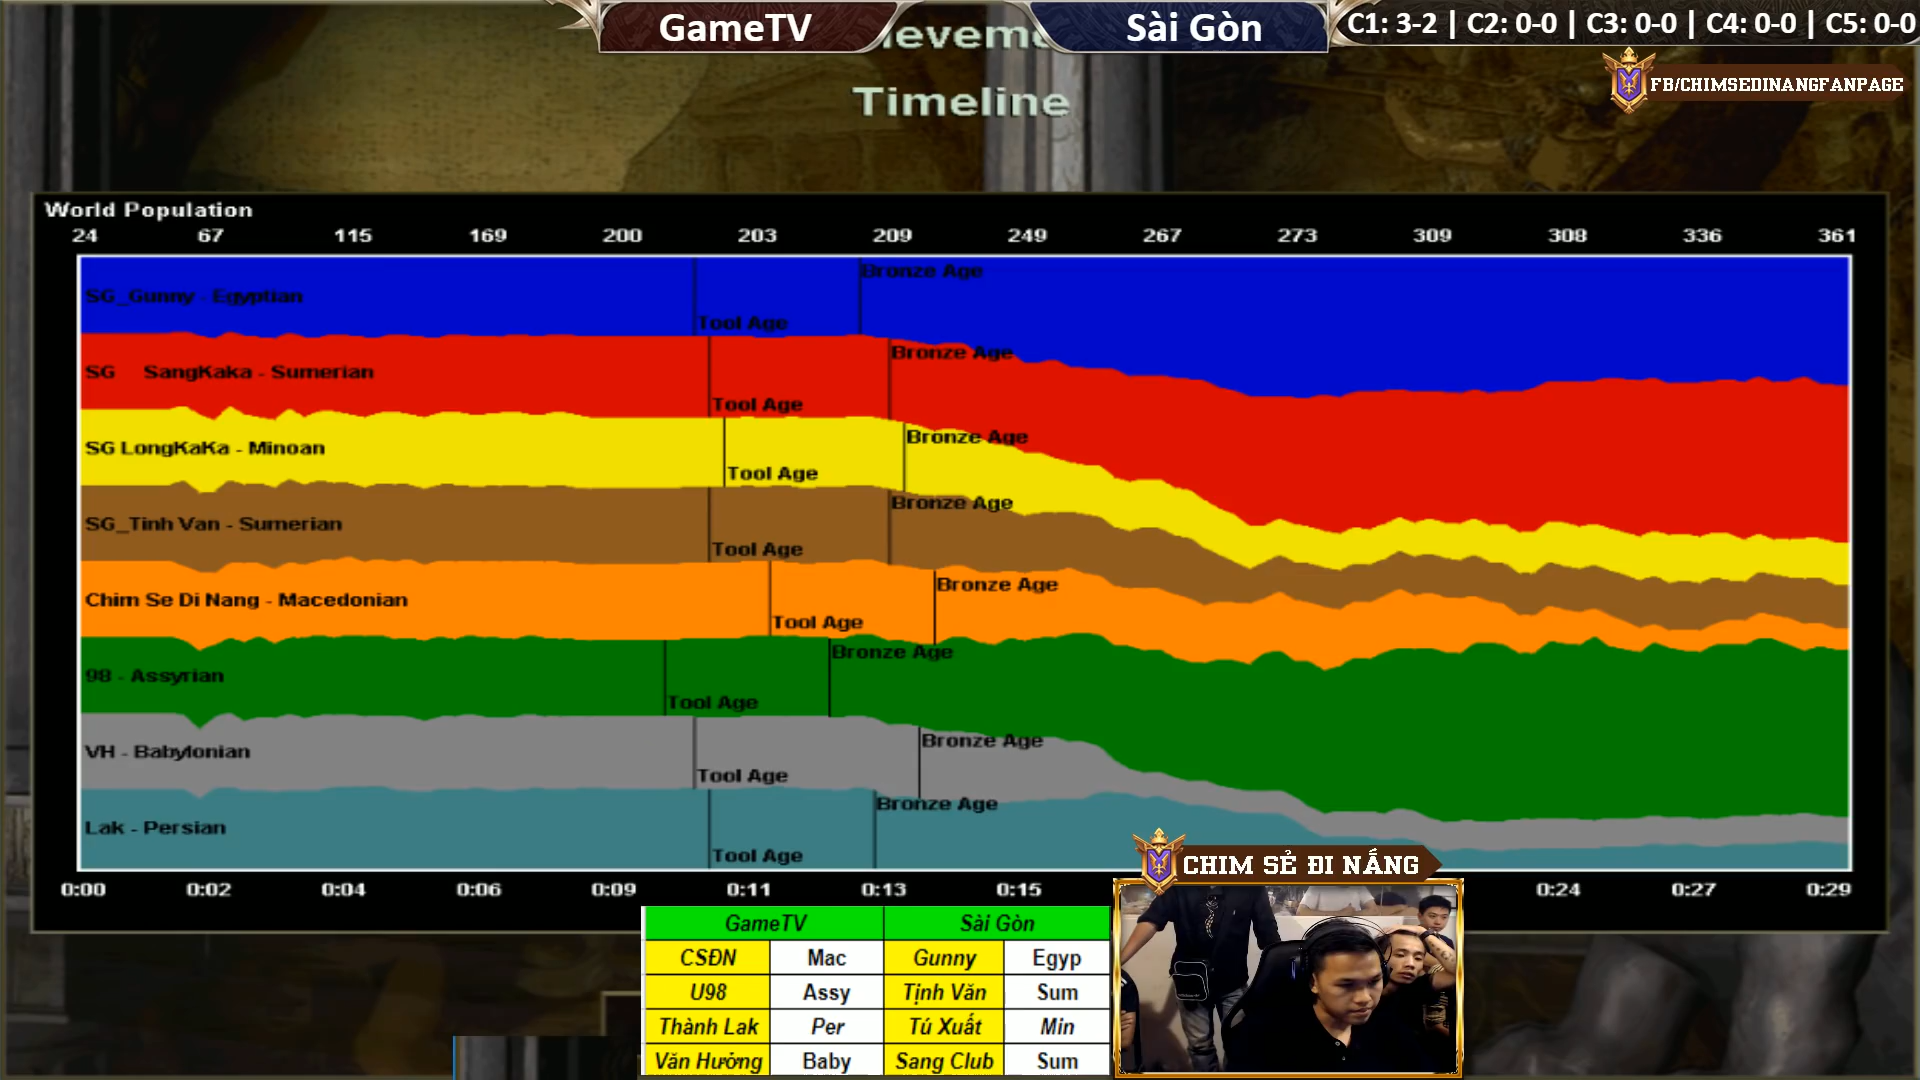 GameTV
Sài Gòn
C1: 3-2 | C2: 0-0 | C3: 0-0 | C4: 0-0 | C5: 0-0
FB/CHIMSEDINANGFANPAGE
Timeline
World Population
24 67 115 169 200 203 209 249 267 273 309 308 336 361
SG_Gunny - Egyptian
Tool Age
Bronze Age
SG SangKaka - Sumerian
Tool Age
Bronze Age
SG LongKaKa - Minoan
Tool Age
Bronze Age
SG_Tinh Van - Sumerian
Tool Age
Bronze Age
Chim Se Di Nang - Macedonian
Tool Age
Bronze Age
98 - Assyrian
Tool Age
Bronze Age
VH - Babylonian
Tool Age
Bronze Age
Lak - Persian
Tool Age
Bronze Age
0:00 0:02 0:04 0:06 0:09 0:11 0:13 0:15 0:24 0:27 0:29
CHIM SẺ ĐI NẮNG
GameTV Sài Gòn
CSĐN Mac Gunny Egyp
U98 Assy Tịnh Văn Sum
Thành Lak Per Tú Xuất Min
Văn Hưởng Baby Sang Club Sum